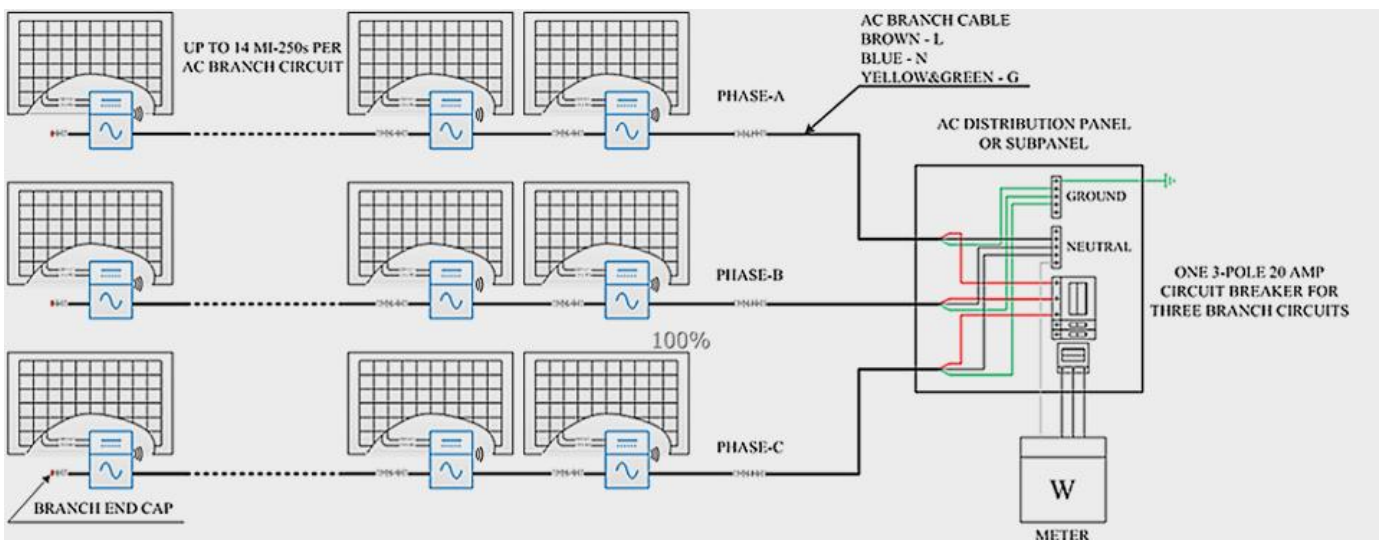 UP TO 14 MI-250s PER
AC BRANCH CIRCUIT
AC BRANCH CABLE
BROWN - L
BLUE - N
YELLOW&GREEN - G
PHASE-A
AC DISTRIBUTION PANEL
OR SUBPANEL
GROUND
NEUTRAL
PHASE-B
ONE 3-POLE 20 AMP
CIRCUIT BREAKER FOR
THREE BRANCH CIRCUITS
100%
PHASE-C
BRANCH END CAP
W
METER